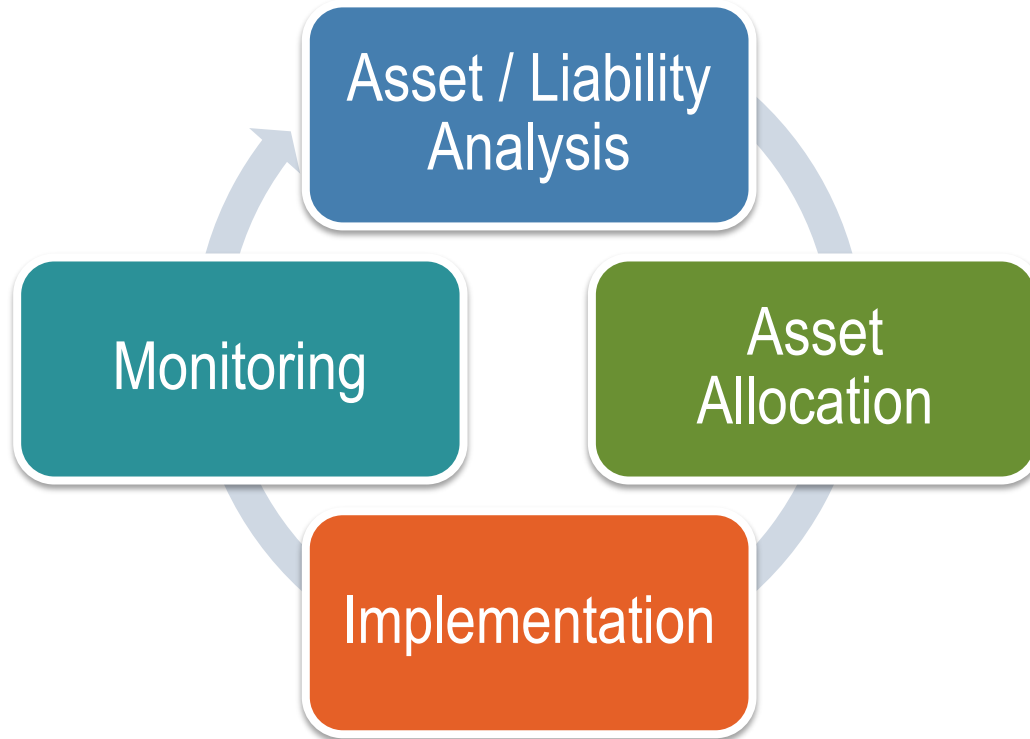 Asset / Liability
Analysis
Monitoring
Asset
Allocation
Implementation